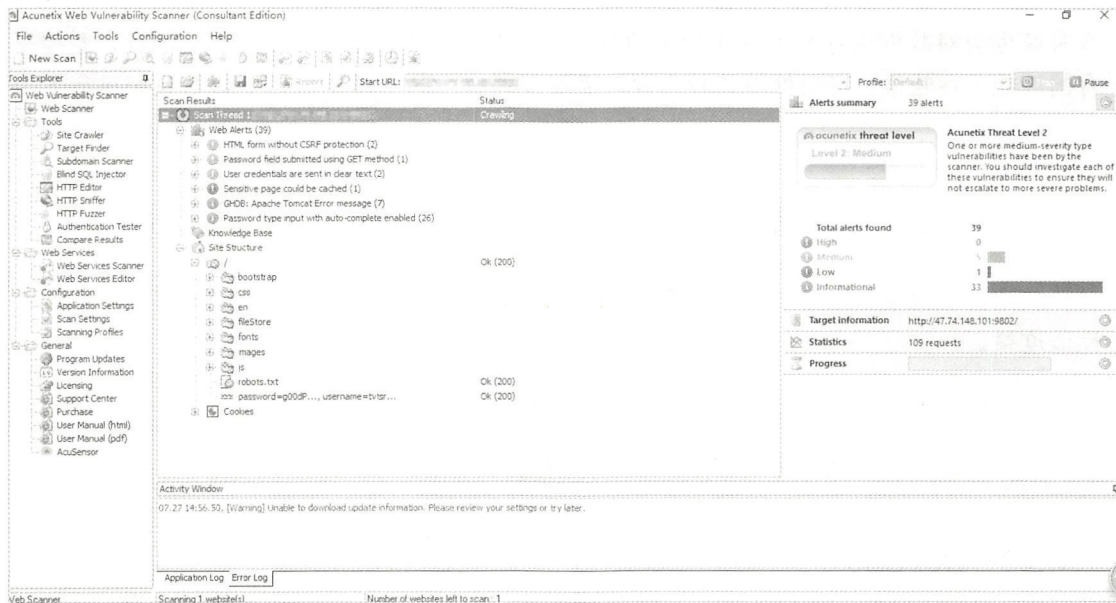 Acunetix Web Vulnerability Scanner (Consultant Edition)
File Actions Tools Configuration Help
New Scan
Tools Explorer
Web Vulnerability Scanner
Web Scanner
Tools
Site Crawler
Target Finder
Subdomain Scanner
Blind SQL Injector
HTTP Editor
HTTP Sniffer
HTTP Fuzzer
Authentication Tester
Compare Results
Web Services
Web Services Scanner
Web Services Editor
Configuration
Application Settings
Scan Settings
Scanning Profiles
General
Program Updates
Version Information
Licensing
Support Center
Purchase
User Manual (html)
User Manual (pdf)
AcuSensor
Report Start URL: Profile: Default Pause
Scan Results Status
Scan Thread 1 Crawling
Web Alerts (39)
HTML form without CSRF protection (2)
Password field submitted using GET method (1)
User credentials are sent in clear text (2)
Sensitive page could be cached (1)
GHDB: Apache Tomcat Error message (7)
Password type input with auto-complete enabled (26)
Knowledge Base
Site Structure
/ Ok (200)
bootstrap
css
en
fileStore
fonts
mages
js
robots.txt Ok (200)
password=g00dP..., username=tvtsr... Ok (200)
Cookies
Alerts summary 39 alerts
acunetix threat level
Level 2: Medium
Acunetix Threat Level 2
One or more medium-severity type
vulnerabilities have been by the
scanner. You should investigate each of
these vulnerabilities to ensure they will
not escalate to more severe problems.
Total alerts found 39
High 0
Medium 5
Low 1
Informational 33
Target information http://47.74.148.101:9802/
Statistics 109 requests
Progress
Activity Window
07.27 14:56.50, [Warning] Unable to download update information. Please review your settings or try later.
Application Log Error Log
Web Scanner Scanning 1 website(s) Number of websites left to scan : 1